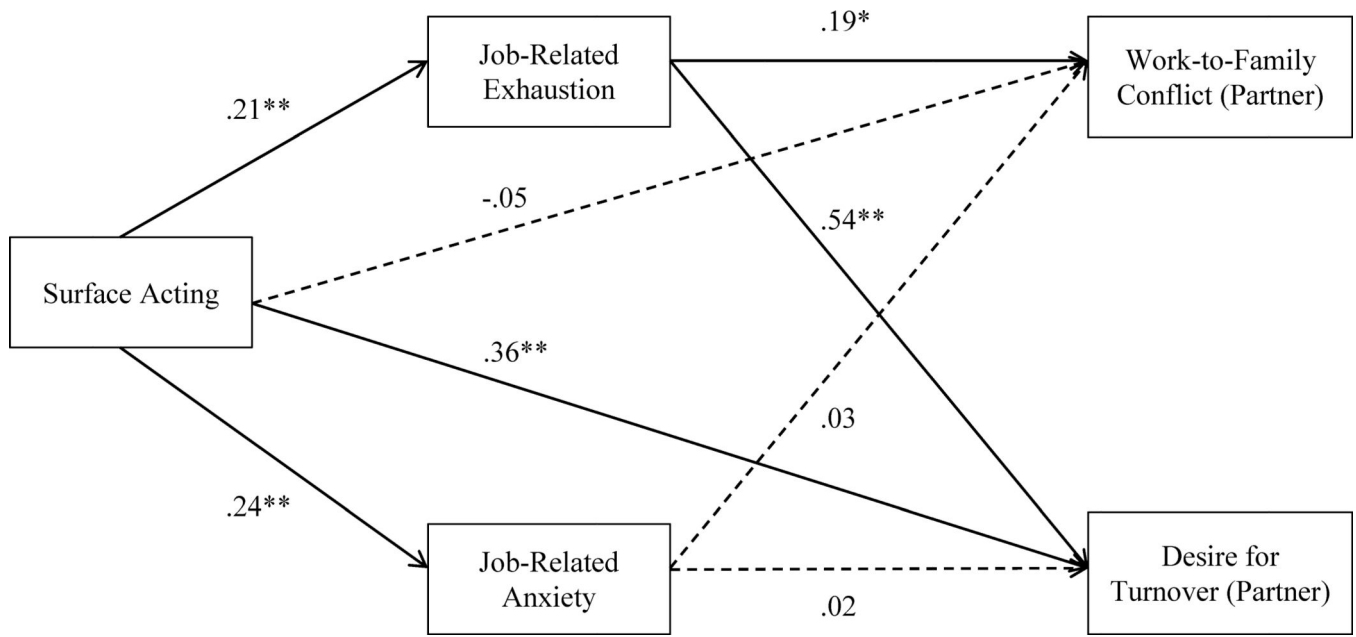 .19*
Job-Related
Exhaustion
Work-to-Family
Conflict (Partner)
.21**
-.05
.54**
Surface Acting
.36**
.03
.24**
Job-Related
Anxiety
Desire for
Turnover (Partner)
.02